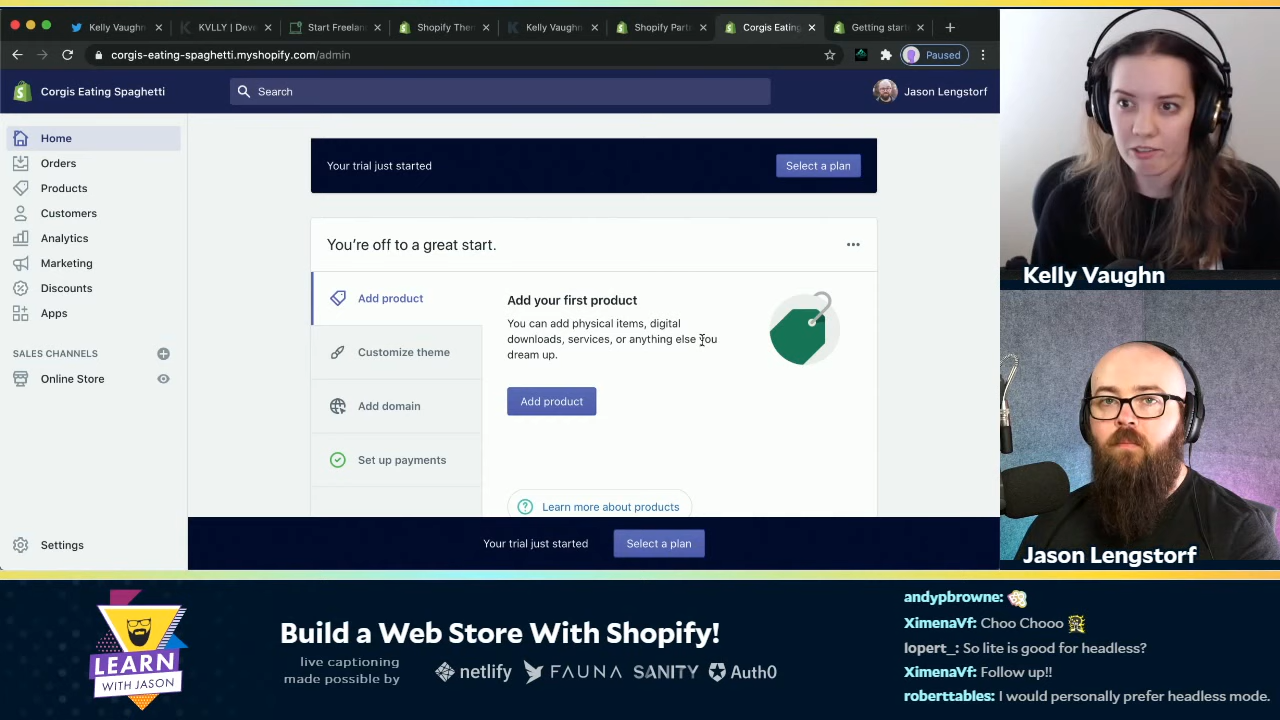 Kelly Vaughn
KVLLY | Deve
Start Freelan
Shopify Then
Kelly Vaughn
Shopify Partn
Corgis Eating
Getting start
corgis-eating-spaghetti.myshopify.com/admin
Paused
Corgis Eating Spaghetti
Search
Jason Lengstorf
Home
Orders
Products
Customers
Analytics
Marketing
Discounts
Apps
SALES CHANNELS
Online Store
Settings
Your trial just started
Select a plan
You're off to a great start.
Add product
Customize theme
Add domain
Set up payments
Add your first product
You can add physical items, digital
downloads, services, or anything else you
dream up.
Add product
Learn more about products
Your trial just started
Select a plan
Kelly Vaughn
Jason Lengstorf
LEARN
WITH JASON
Build a Web Store With Shopify!
live captioning
made possible by
netlify
FAUNA
SANITY
Auth0
andypbrowne:
XimenaVf: Choo Chooo
lopert_: So lite is good for headless?
XimenaVf: Follow up!!
roberttables: I would personally prefer headless mode.